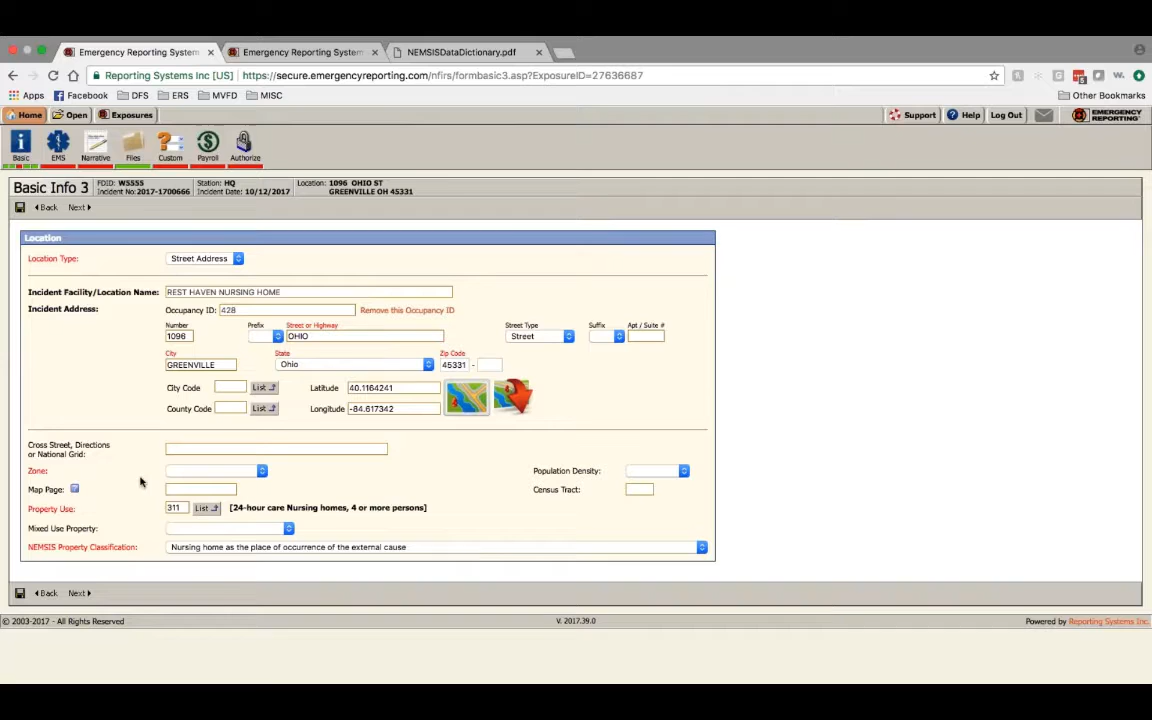 Emergency Reporting System
Emergency Reporting System
NEMSISDataDictionary.pdf
Reporting Systems Inc [US]
https://secure.emergencyreporting.com/nfirs/formbasic3.asp?ExposureID=27636687
Apps
Facebook
DFS
ERS
MVFD
MISC
Other Bookmarks
Home
Open
Exposures
Support
Help
Log Out
EMERGENCY REPORTING
Basic
EMS
Narrative
Files
Custom
Payroll
Authorize
Basic Info 3
FDID: W5555
Incident No:2017-1700666
Station: HQ
Incident Date: 10/12/2017
Location: 1096 OHIO ST
GREENVILLE OH 45331
Back Next
Location
Location Type: Street Address
Incident Facility/Location Name: REST HAVEN NURSING HOME
Incident Address: Occupancy ID: 428 Remove this Occupancy ID
Number Prefix Street or Highway Street Type Suffix Apt / Suite #
1096 OHIO Street
City State Zip Code
GREENVILLE Ohio 45331 -
City Code List Latitude 40.1164241
County Code List Longitude -84.617342
Cross Street, Directions
or National Grid:
Zone: Population Density:
Map Page: Census Tract:
Property Use: 311 List [24-hour care Nursing homes, 4 or more persons]
Mixed Use Property:
NEMSIS Property Classification: Nursing home as the place of occurrence of the external cause
Back Next
© 2003-2017 - All Rights Reserved V. 2017.39.0 Powered by Reporting Systems Inc.